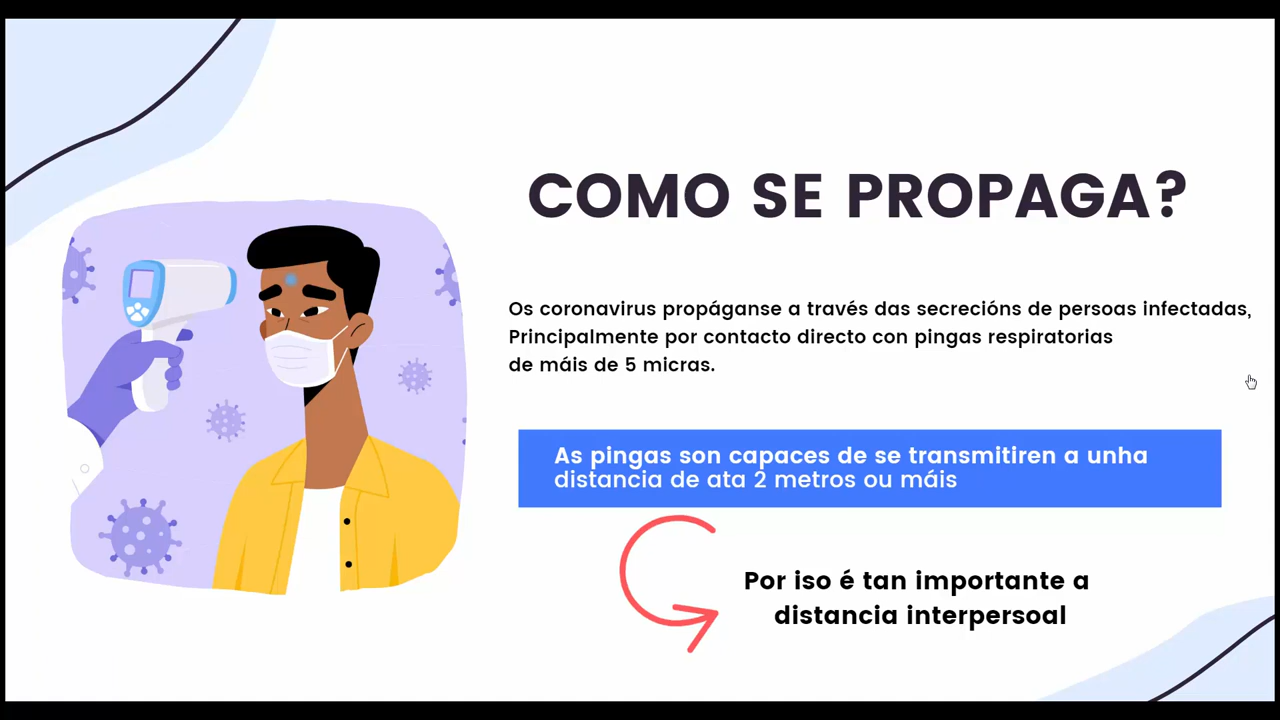 COMO SE PROPAGA?
Os coronavirus propáganse a través das secrecións de persoas infectadas,
Principalmente por contacto directo con pingas respiratorias
de máis de 5 micras.
As pingas son capaces de se transmitiren a unha
distancia de ata 2 metros ou máis
Por iso é tan importante a
distancia interpersoal